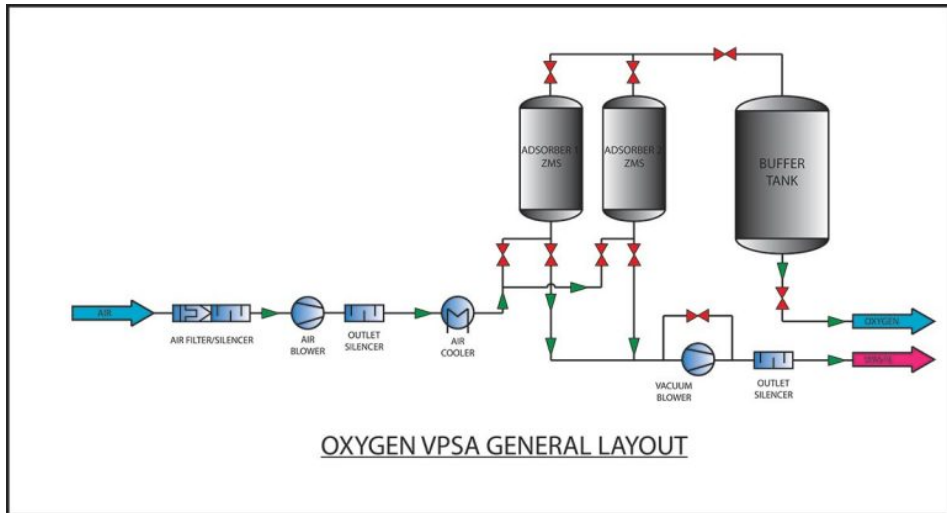 ADSORBER 1
ZMS
ADSORBER 2
ZMS
BUFFER
TANK
AIR
AIR FILTER/SILENCER
AIR
BLOWER
OUTLET
SILENCER
AIR
COOLER
OXYGEN
VACUUM
BLOWER
OUTLET
SILENCER
OXYGEN VPSA GENERAL LAYOUT